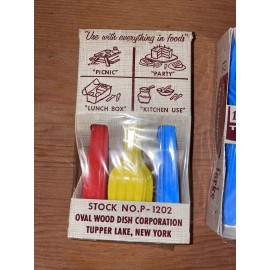 "Use with everything in foods"
"PICNIC"
"PARTY"
"LUNCH BOX"
"KITCHEN USE"
STOCK NO. P-1202
OVAL WOOD DISH CORPORATION
TUPPER LAKE, NEW YORK